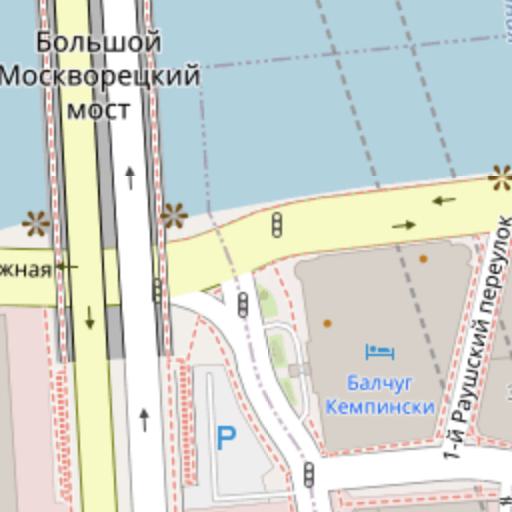 Большой
Москворецкий
мост
жная
1-й Раушский переулок
Балчуг
Кемпински
P